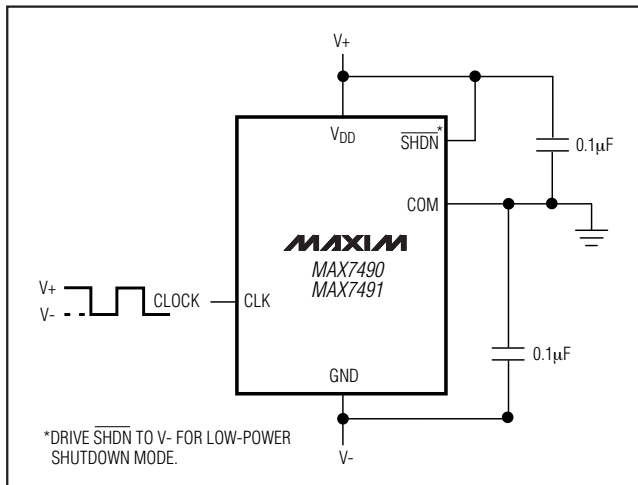 V+
VDD
SHDN*
0.1μF
COM
MAXIM
MAX7490
MAX7491
V+
V-
CLOCK
CLK
0.1μF
GND
*DRIVE SHDN TO V- FOR LOW-POWER
SHUTDOWN MODE.
V-